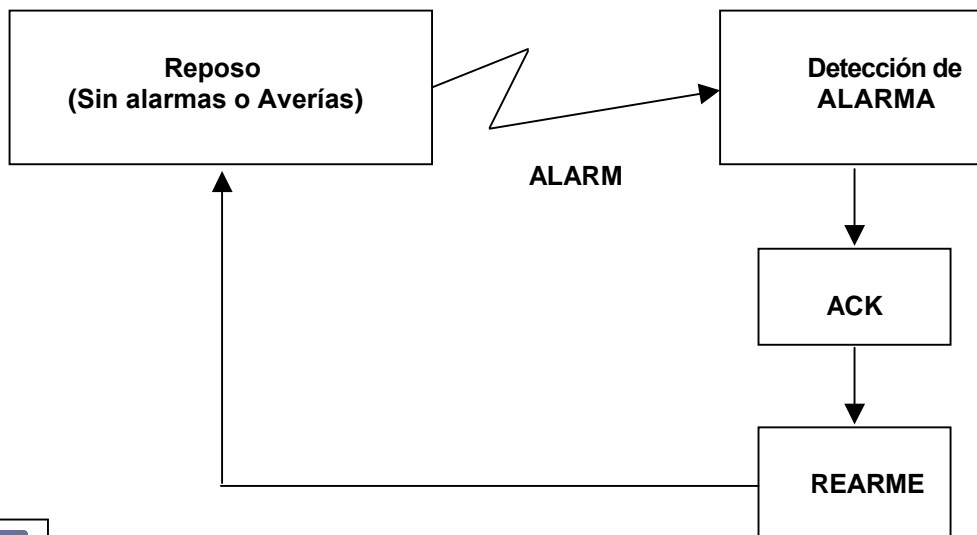 Reposo
(Sin alarmas o Averías)
Detección de
ALARMA
ALARM
ACK
REARME